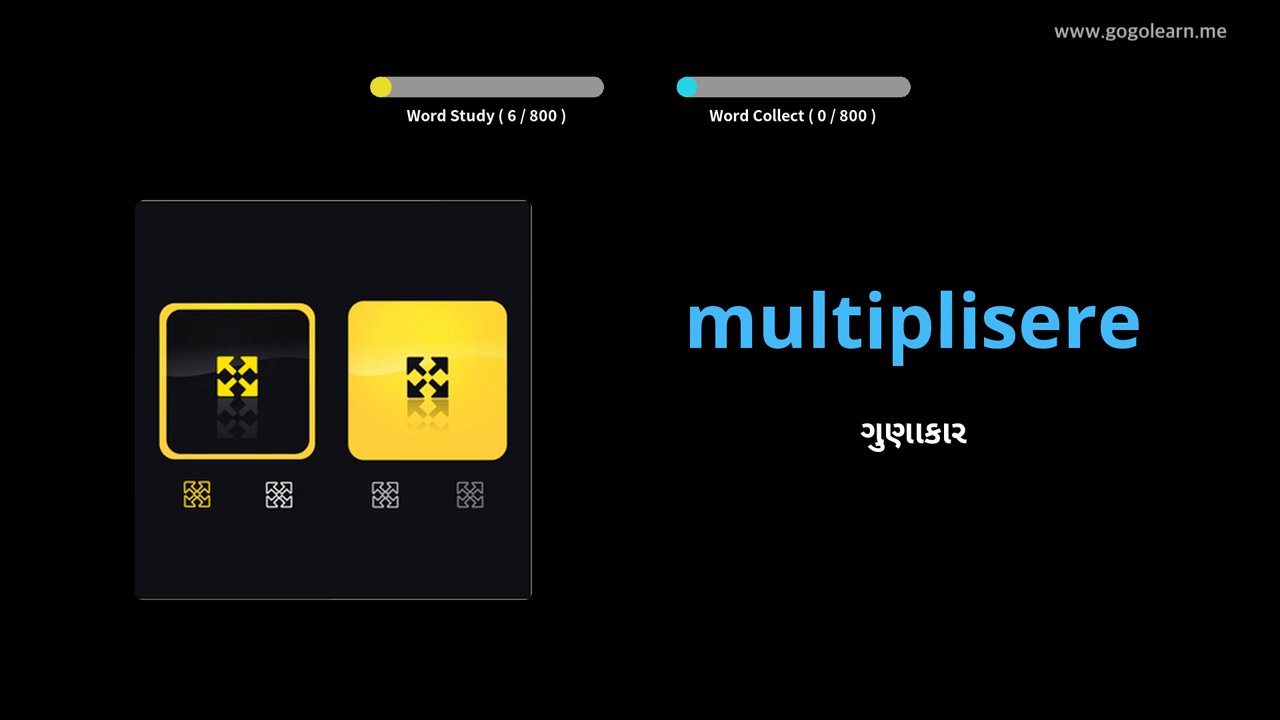 www.gogolearn.me
Word Study ( 6 / 800 )
Word Collect ( 0 / 800 )
multiplisere
ગુણાકાર